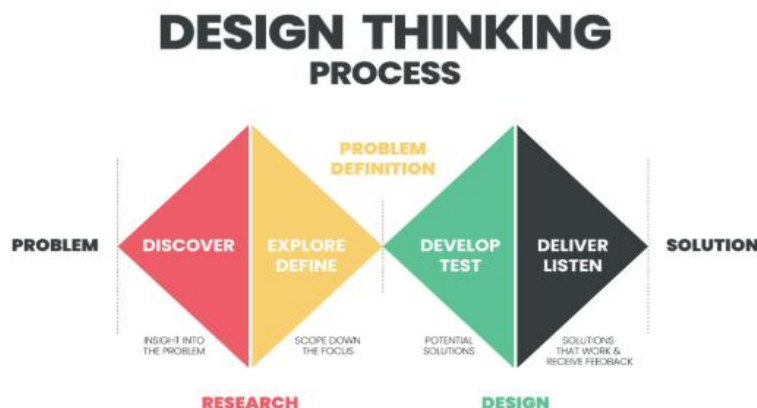 DESIGN THINKING
PROCESS
PROBLEM
DEFINITION
PROBLEM
DISCOVER
EXPLORE
DEFINE
DEVELOP
TEST
DELIVER
LISTEN
SOLUTION
INSIGHT INTO
THE PROBLEM
SCOPE DOWN
THE FOCUS
POTENTIAL
SOLUTIONS
SOLUTIONS
THAT WORK &
RECEIVE FEEDBACK
RESEARCH
DESIGN